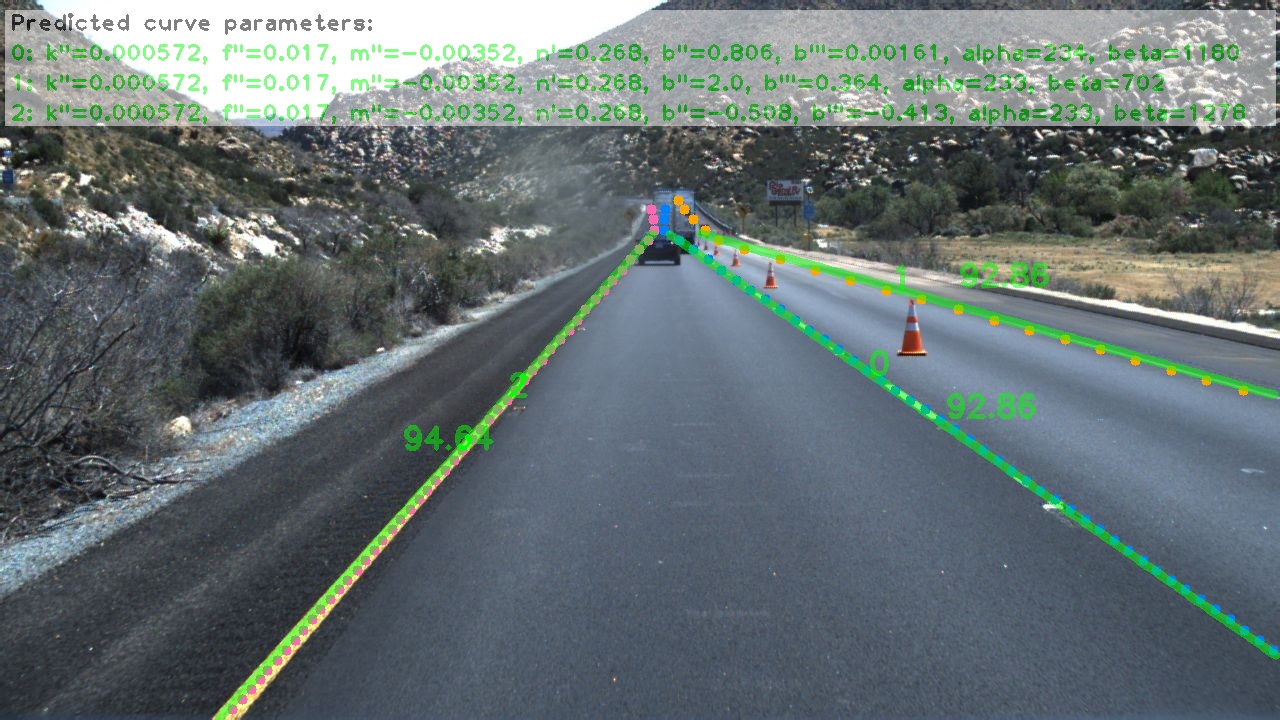 Predicted curve parameters:
0: k''=0.000572, f''=0.017, m''=-0.00352, n'=0.268, b''=0.806, b'''=0.00161, alpha=234, beta=1180
1: k''=0.000572, f''=0.017, m''=-0.00352, n'=0.268, b''=2.0, b'''=0.364, alpha=233, beta=702
2: k''=0.000572, f''=0.017, m''=-0.00352, n'=0.268, b''=-0.508, b'''=-0.413, alpha=233, beta=1278
1 92.86
0
2
92.86
94.64